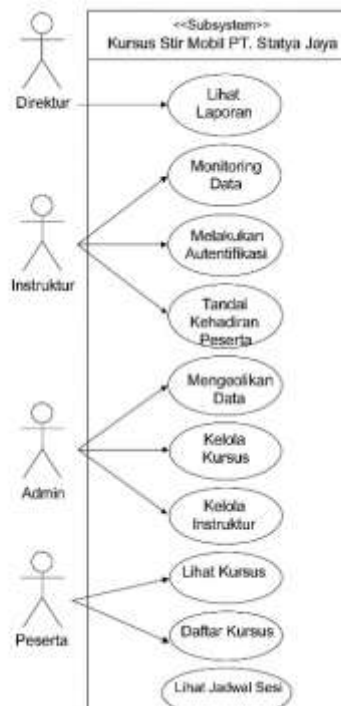 <<Subsystem>>
Kursus Stir Mobil PT. Statya Jaya
Direktur
Lihat
Laporan
Monitoring
Data
Melakukan
Autentifikasi
Instruktur
Tandai
Kehadiran
Peserta
Mengeolikan
Data
Kelola
Kursus
Admin
Kelola
Instruktur
Lihat Kursus
Peserta
Daftar Kursus
Lihat Jadwal Sesi